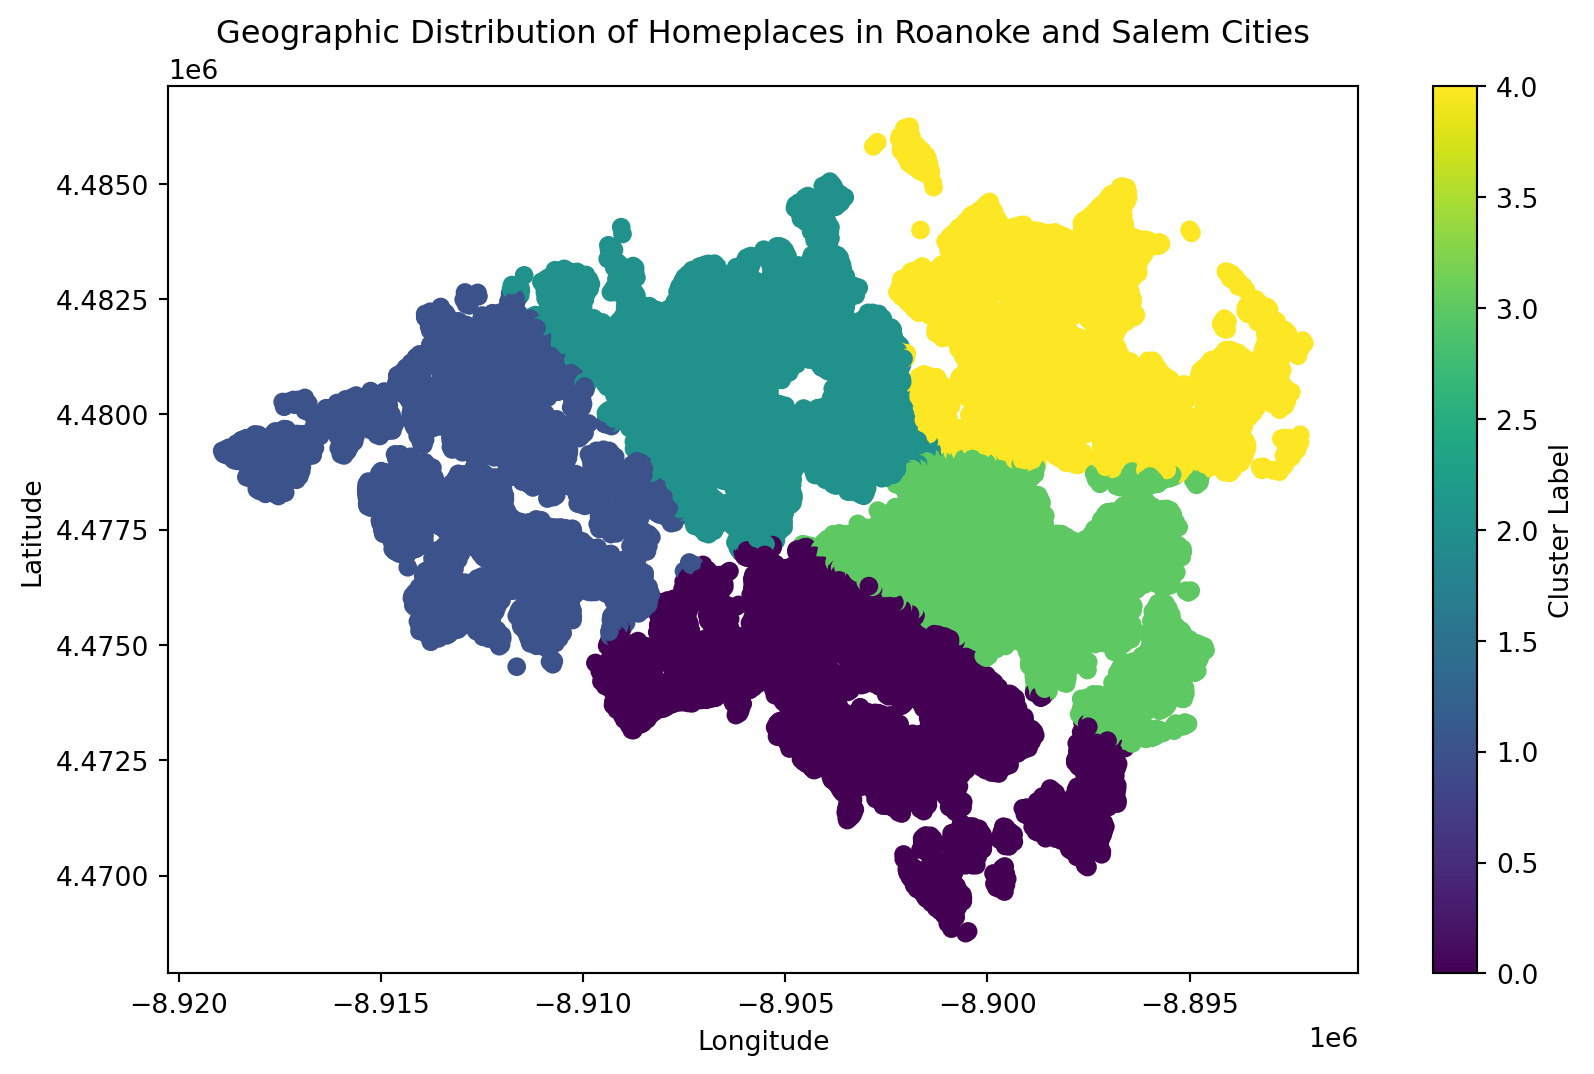 Geographic Distribution of Homeplaces in Roanoke and Salem Cities
1e6
4.4850
4.4825
4.4800
4.4775
4.4750
4.4725
4.4700
Latitude
−8.920 −8.915 −8.910 −8.905 −8.900 −8.895
1e6
Longitude
4.0
3.5
3.0
2.5
2.0
1.5
1.0
0.5
0.0
Cluster Label